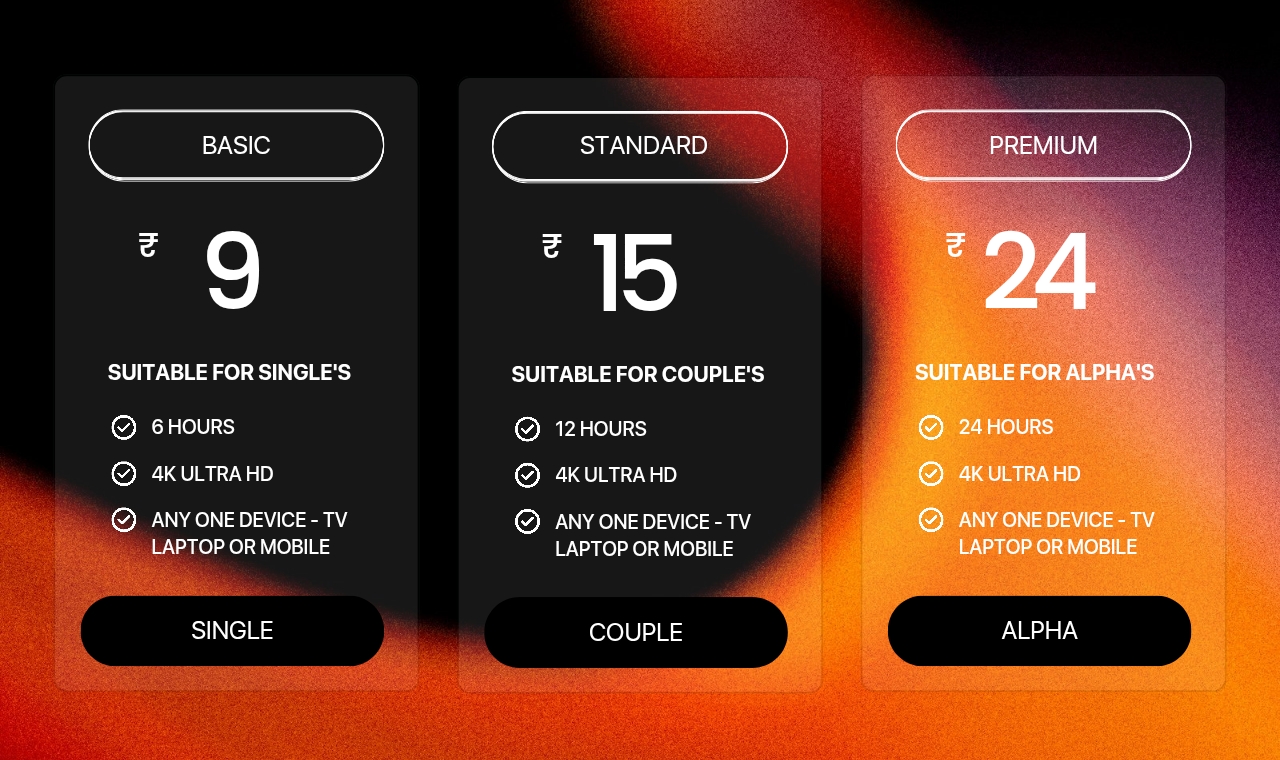 BASIC
₹ 9
SUITABLE FOR SINGLE'S
6 HOURS
4K ULTRA HD
ANY ONE DEVICE - TV
LAPTOP OR MOBILE
SINGLE
STANDARD
₹ 15
SUITABLE FOR COUPLE'S
12 HOURS
4K ULTRA HD
ANY ONE DEVICE - TV
LAPTOP OR MOBILE
COUPLE
PREMIUM
₹ 24
SUITABLE FOR ALPHA'S
24 HOURS
4K ULTRA HD
ANY ONE DEVICE - TV
LAPTOP OR MOBILE
ALPHA